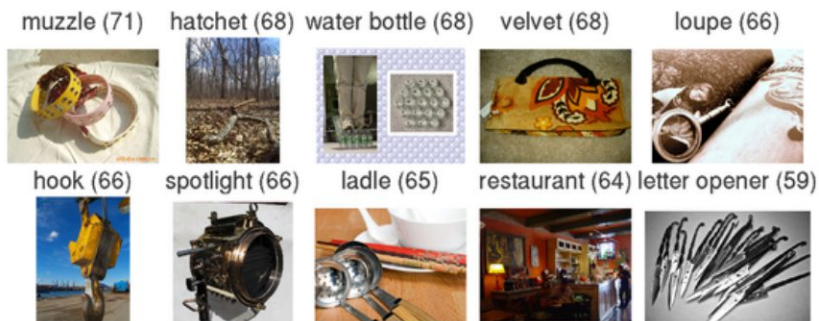 muzzle (71) hatchet (68) water bottle (68) velvet (68) loupe (66)
hook (66) spotlight (66) ladle (65) restaurant (64) letter opener (59)